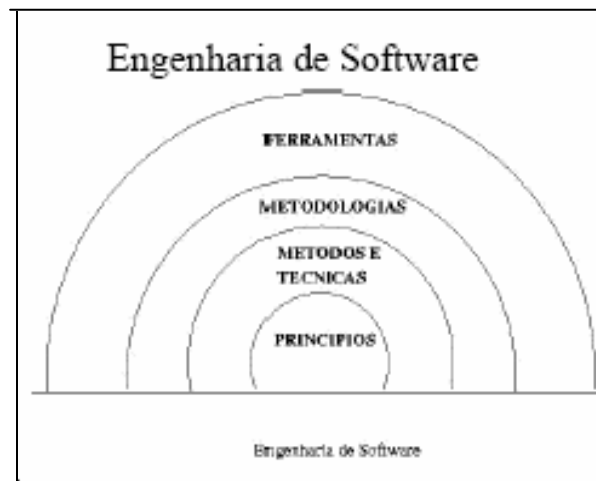 Engenharia de Software
FERRAMENTAS
METODOLOGIAS
METODOS E
TECNICAS
PRINCIPIOS
Engenharia de Software